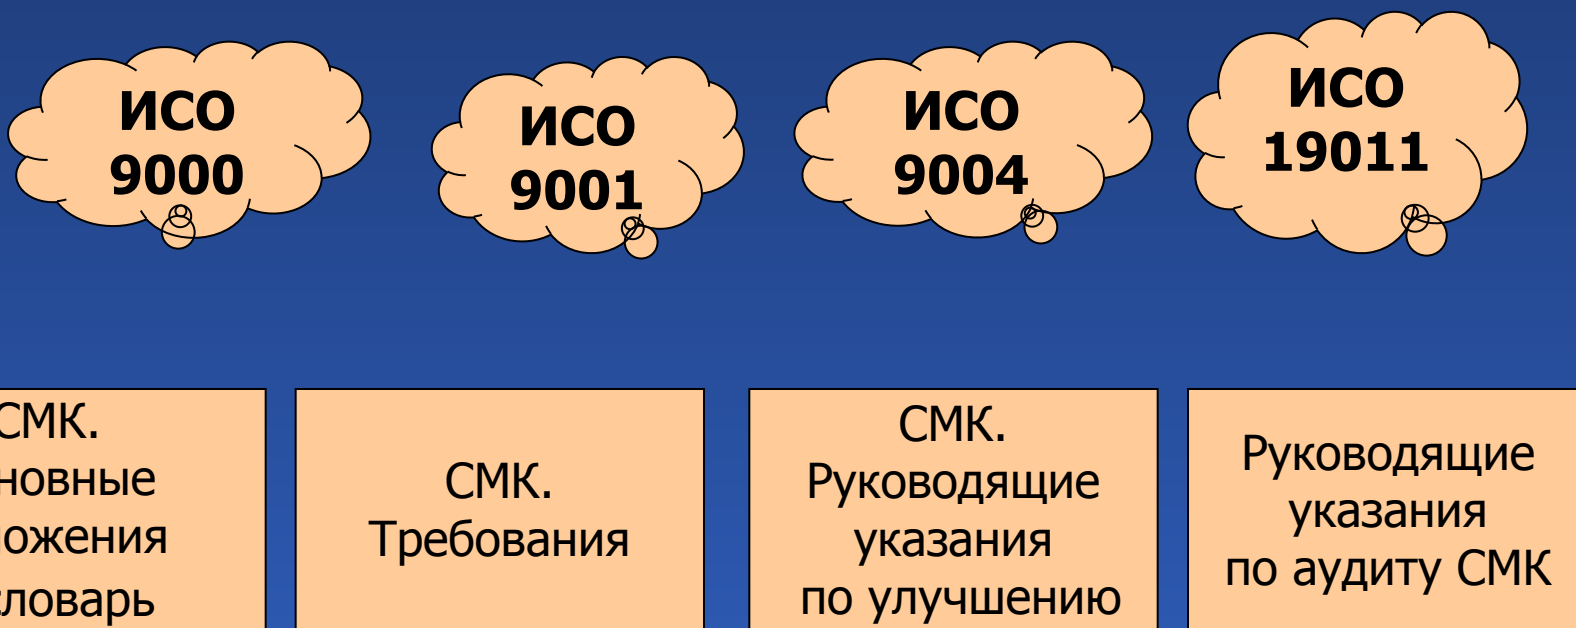 ИСО
9000
ИСО
9001
ИСО
9004
ИСО
19011
СМК.
новные
ожения
ловарь
СМК.
Требования
СМК.
Руководящие
указания
по улучшению
Руководящие
указания
по аудиту СМК